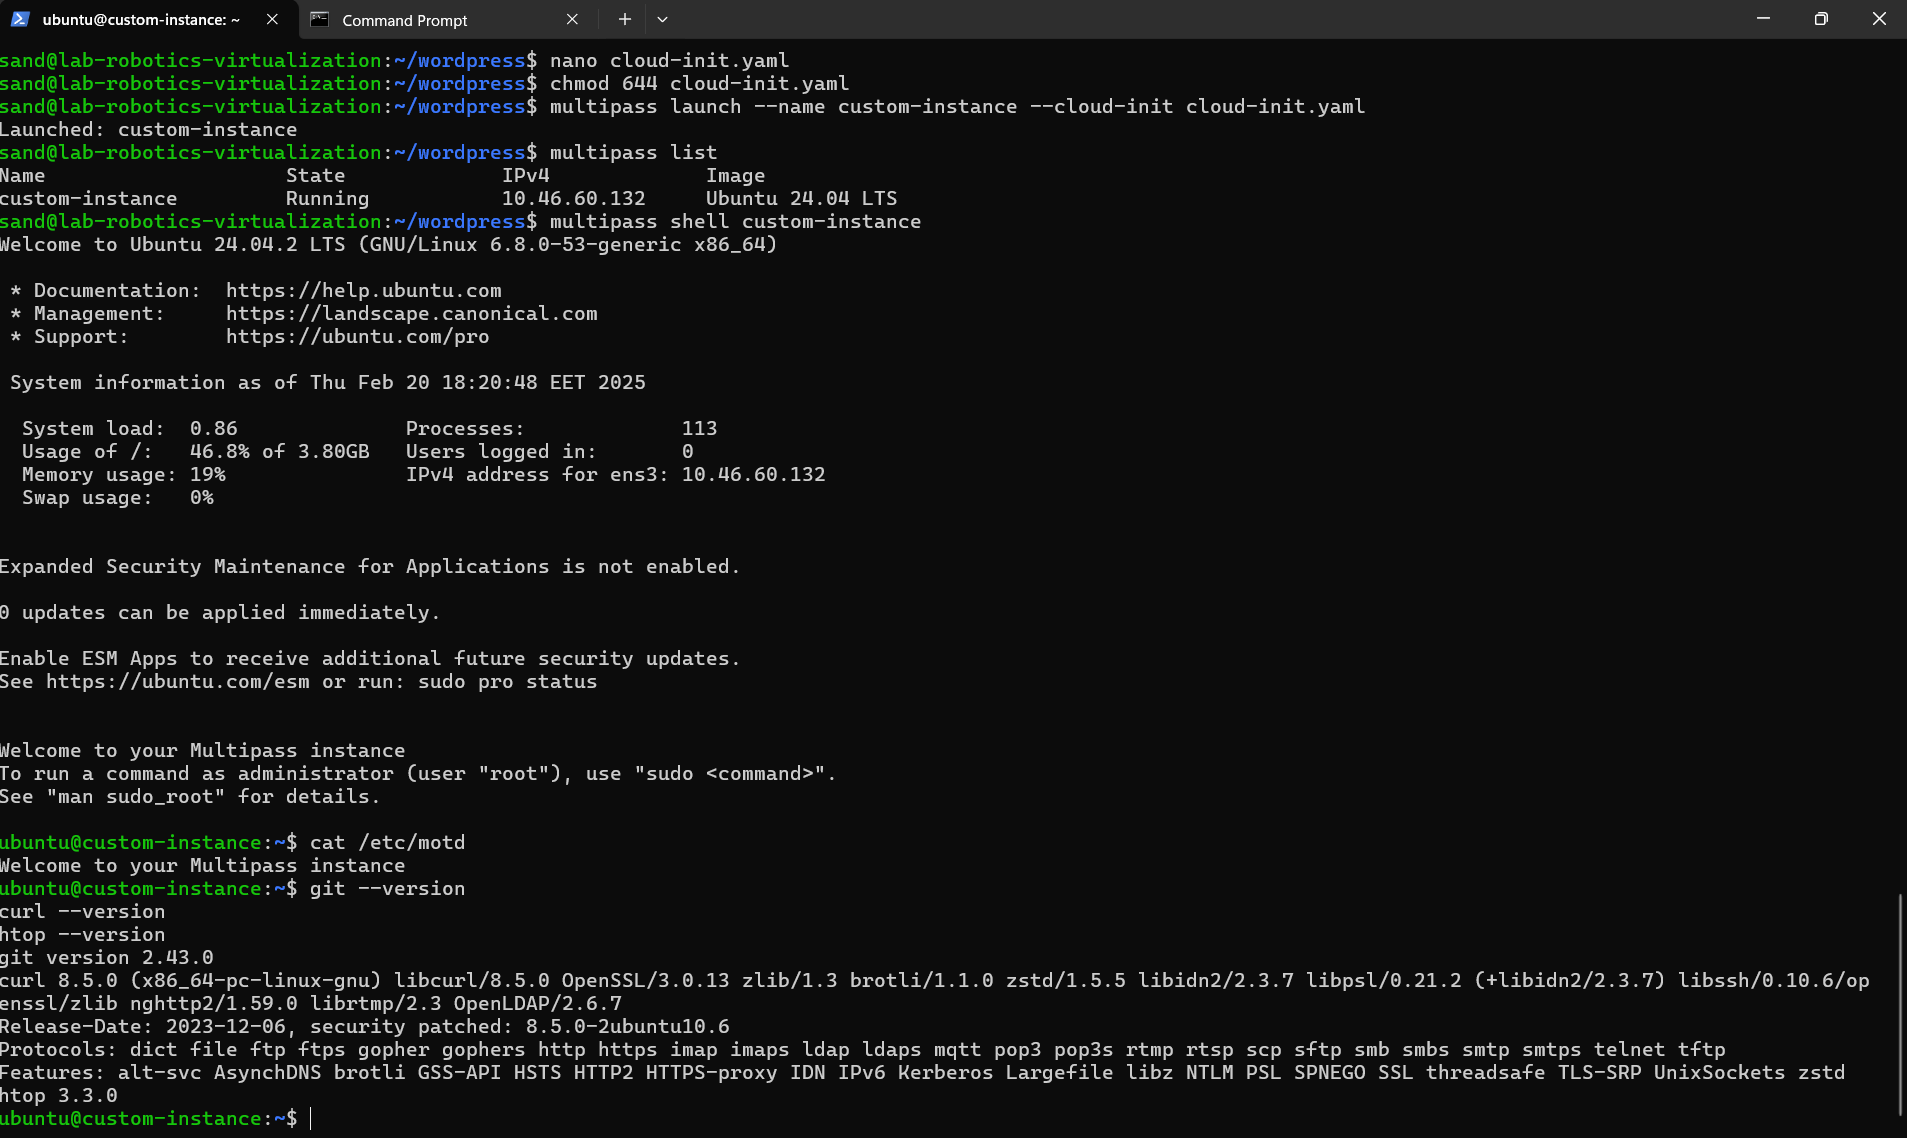 ubuntu@custom-instance: ~
Command Prompt
sand@lab-robotics-virtualization:~/wordpress$ nano cloud-init.yaml
sand@lab-robotics-virtualization:~/wordpress$ chmod 644 cloud-init.yaml
sand@lab-robotics-virtualization:~/wordpress$ multipass launch --name custom-instance --cloud-init cloud-init.yaml
Launched: custom-instance
sand@lab-robotics-virtualization:~/wordpress$ multipass list
Name                    State             IPv4             Image
custom-instance         Running           10.46.60.132     Ubuntu 24.04 LTS
sand@lab-robotics-virtualization:~/wordpress$ multipass shell custom-instance
Welcome to Ubuntu 24.04.2 LTS (GNU/Linux 6.8.0-53-generic x86_64)
* Documentation:  https://help.ubuntu.com
* Management:     https://landscape.canonical.com
* Support:        https://ubuntu.com/pro
System information as of Thu Feb 20 18:20:48 EET 2025
System load:  0.86              Processes:             113
Usage of /:   46.8% of 3.80GB   Users logged in:       0
Memory usage: 19%               IPv4 address for ens3: 10.46.60.132
Swap usage:   0%
Expanded Security Maintenance for Applications is not enabled.
0 updates can be applied immediately.
Enable ESM Apps to receive additional future security updates.
See https://ubuntu.com/esm or run: sudo pro status
Welcome to your Multipass instance
To run a command as administrator (user "root"), use "sudo <command>".
See "man sudo_root" for details.
ubuntu@custom-instance:~$ cat /etc/motd
Welcome to your Multipass instance
ubuntu@custom-instance:~$ git --version
curl --version
htop --version
git version 2.43.0
curl 8.5.0 (x86_64-pc-linux-gnu) libcurl/8.5.0 OpenSSL/3.0.13 zlib/1.3 brotli/1.1.0 zstd/1.5.5 libidn2/2.3.7 libpsl/0.21.2 (+libidn2/2.3.7) libssh/0.10.6/op
enssl/zlib nghttp2/1.59.0 librtmp/2.3 OpenLDAP/2.6.7
Release-Date: 2023-12-06, security patched: 8.5.0-2ubuntu10.6
Protocols: dict file ftp ftps gopher gophers http https imap imaps ldap ldaps mqtt pop3 pop3s rtmp rtsp scp sftp smb smbs smtp smtps telnet tftp
Features: alt-svc AsynchDNS brotli GSS-API HSTS HTTP2 HTTPS-proxy IDN IPv6 Kerberos Largefile libz NTLM PSL SPNEGO SSL threadsafe TLS-SRP UnixSockets zstd
htop 3.3.0
ubuntu@custom-instance:~$